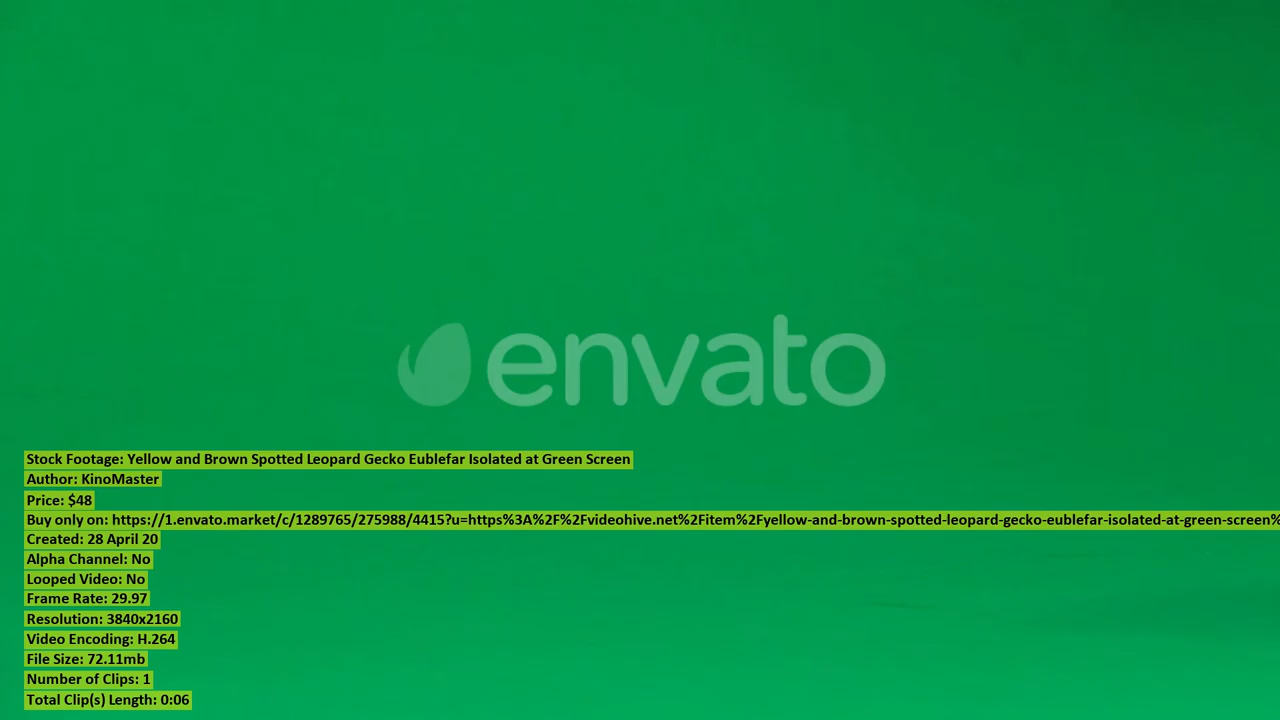 envato
Stock Footage: Yellow and Brown Spotted Leopard Gecko Eublefar Isolated at Green Screen
Author: KinoMaster
Price: $48
Buy only on: https://1.envato.market/c/1289765/275988/4415?u=https%3A%2F%2Fvideohive.net%2Fitem%2Fyellow-and-brown-spotted-leopard-gecko-eublefar-isolated-at-green-screen%
Created: 28 April 20
Alpha Channel: No
Looped Video: No
Frame Rate: 29.97
Resolution: 3840x2160
Video Encoding: H.264
File Size: 72.11mb
Number of Clips: 1
Total Clip(s) Length: 0:06